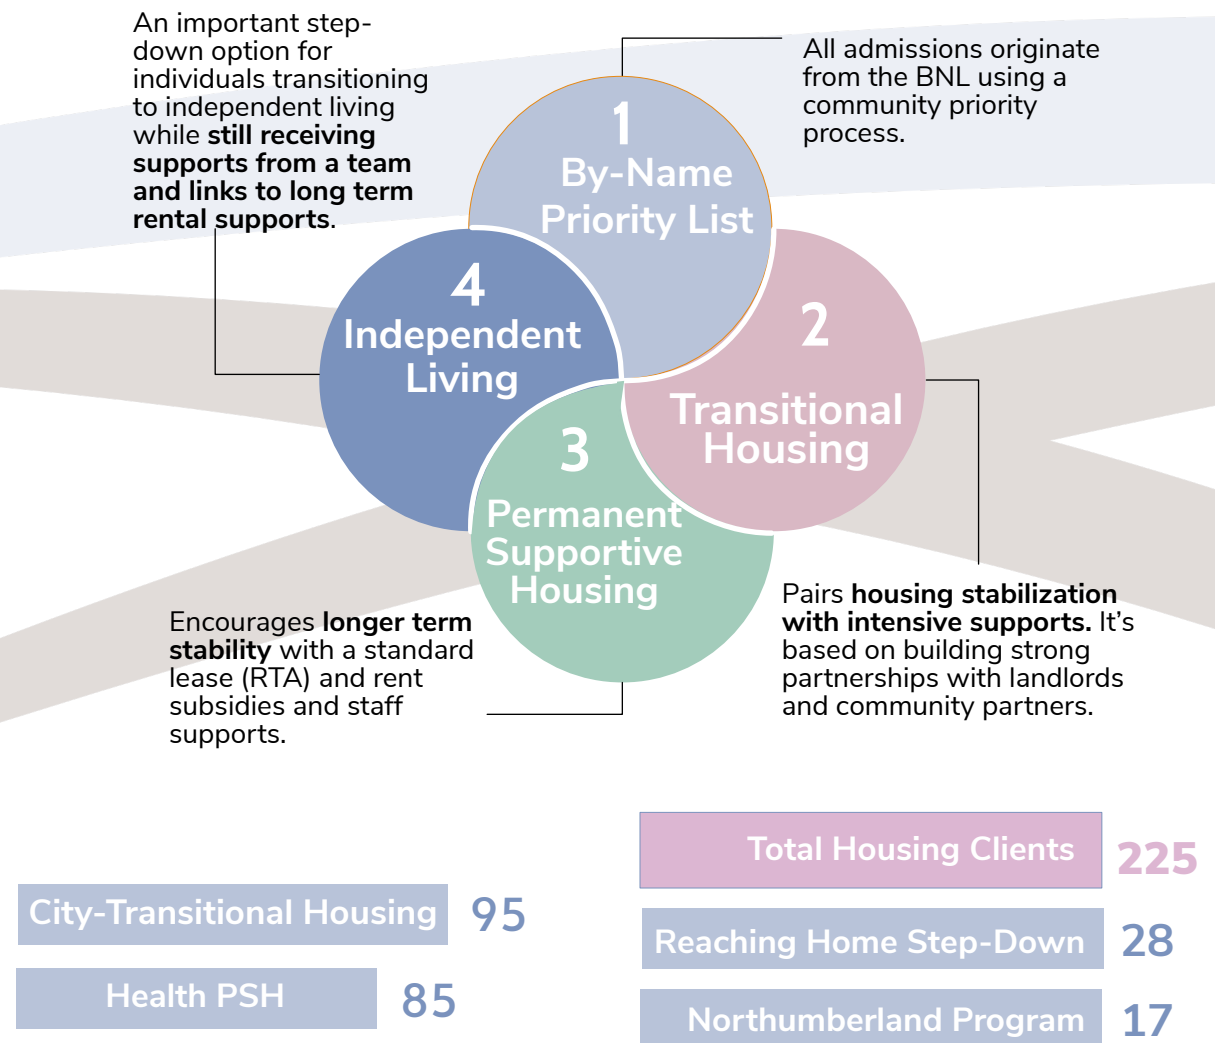 An important step-
down option for
individuals transitioning
to independent living
while still receiving
supports from a team
and links to long term
rental supports.
All admissions originate
from the BNL using a
community priority
process.
1
By-Name
Priority List
4
Independent
Living
2
Transitional
Housing
3
Permanent
Supportive
Housing
Encourages longer term
stability with a standard
lease (RTA) and rent
subsidies and staff
supports.
Pairs housing stabilization
with intensive supports. It's
based on building strong
partnerships with landlords
and community partners.
City-Transitional Housing 95
Health PSH 85
Total Housing Clients 225
Reaching Home Step-Down 28
Northumberland Program 17